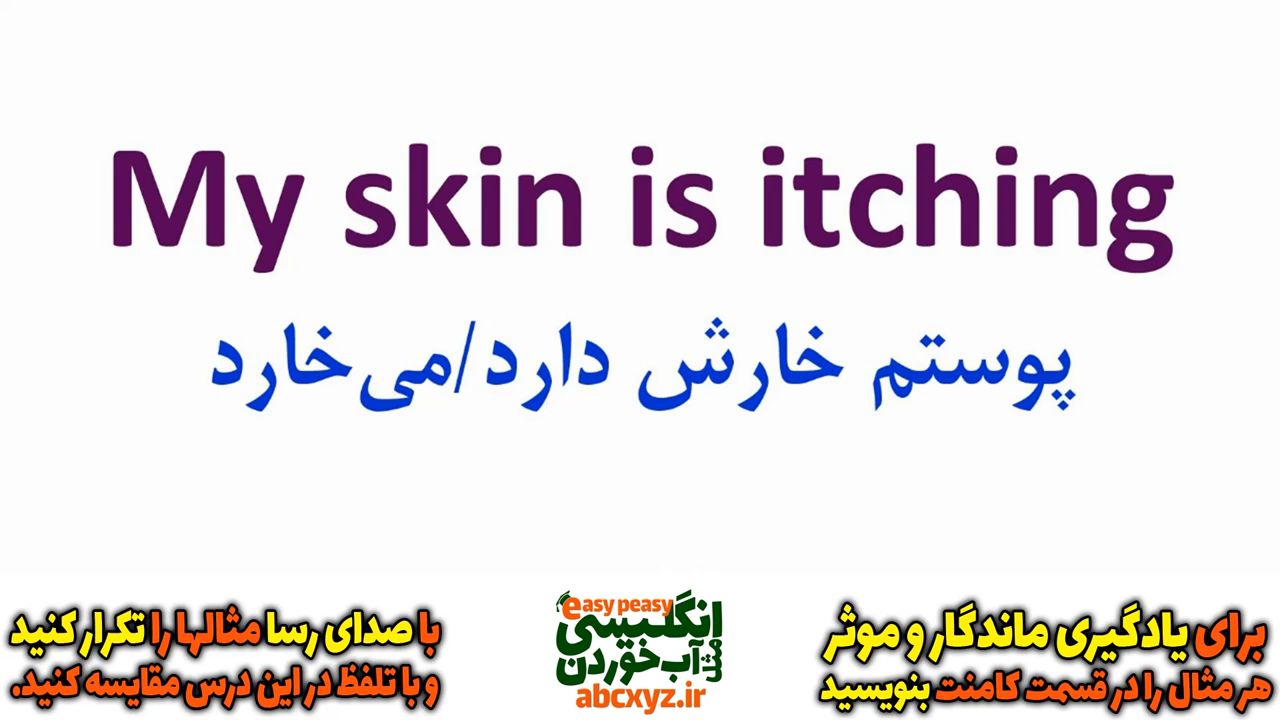 My skin is itching
پوستم خارش دارد/می‌خارد
برای یادگیری ماندگار و موثر
هر مثال را در قسمت کامنت بنویسید
easy peasy
انگلیسی
مثل آب خوردن
abcxyz.ir
با صدای رسا مثالها را تکرار کنید
و با تلفظ در این درس مقایسه کنید.